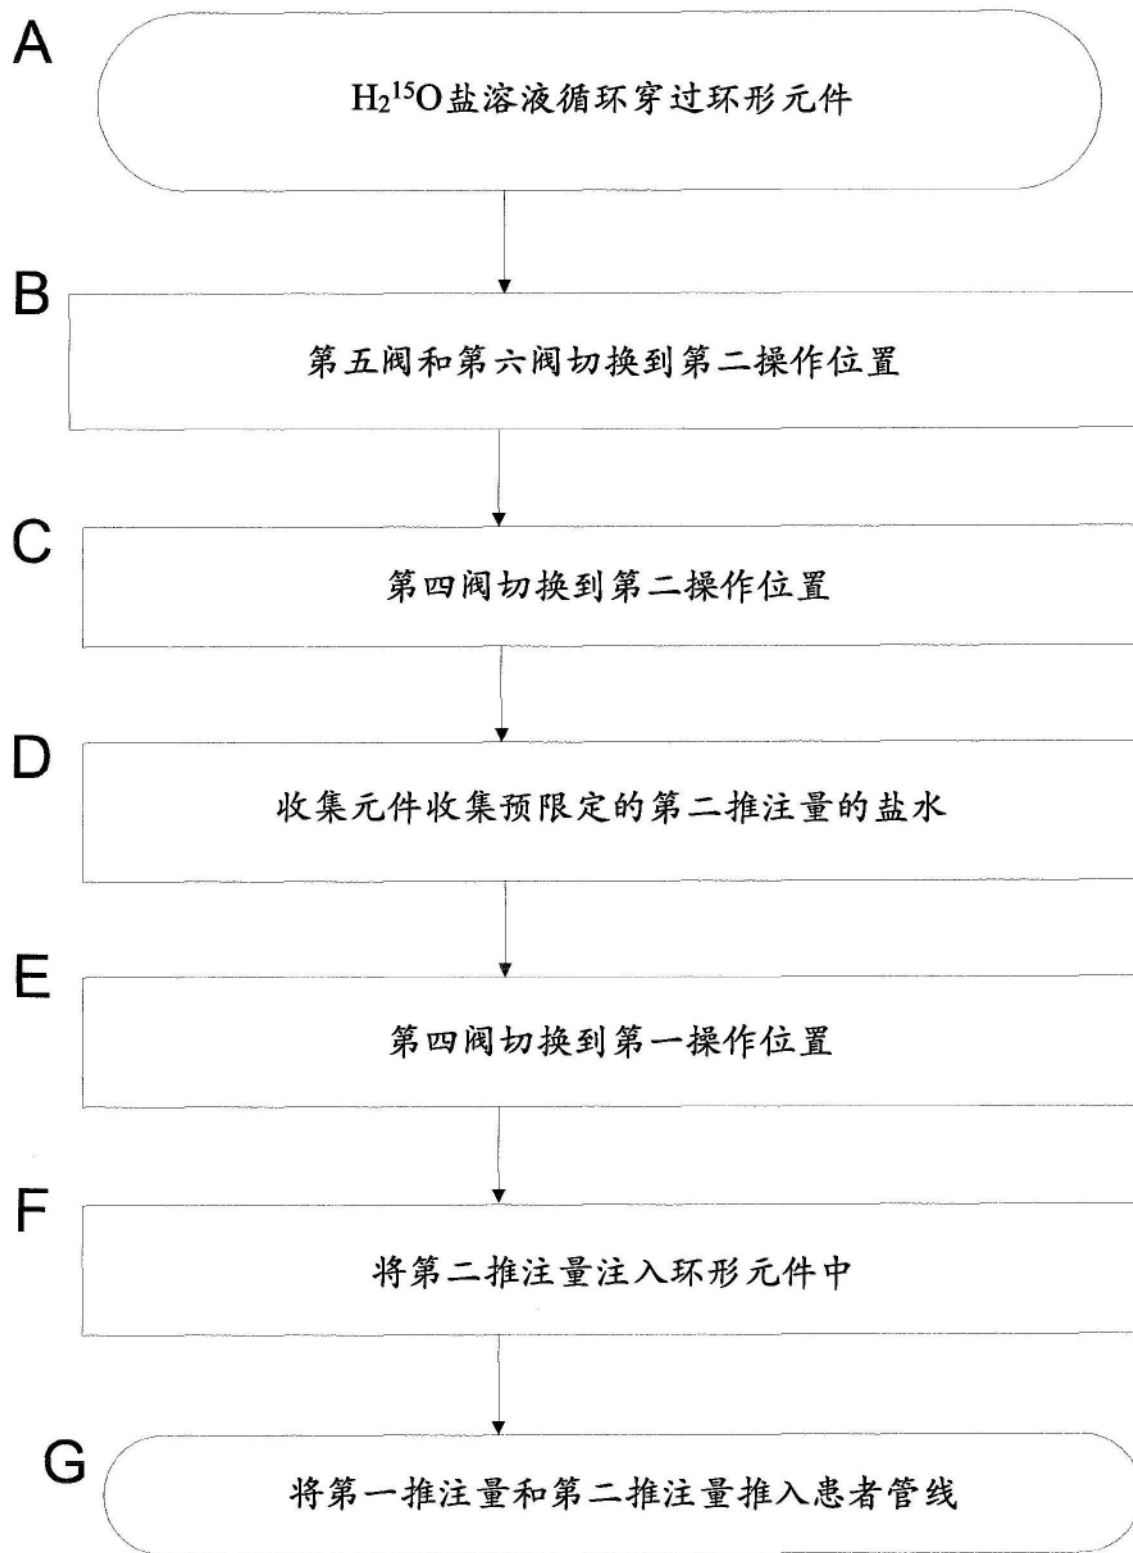 A
H₂¹⁵O盐溶液循环穿过环形元件
B
第五阀和第六阀切换到第二操作位置
C
第四阀切换到第二操作位置
D
收集元件收集预限定的第二推注量的盐水
E
第四阀切换到第一操作位置
F
将第二推注量注入环形元件中
G
将第一推注量和第二推注量推入患者管线